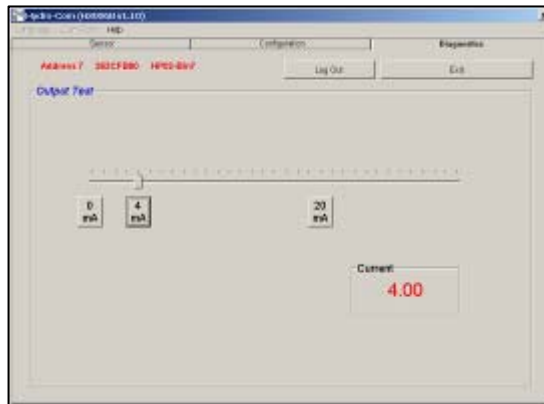 Hydro-Com
Help
Sensor Configuration Diagnostics
Address 7
Log Out Exit
Output Test
0 mA
4 mA
20 mA
Current
4.00